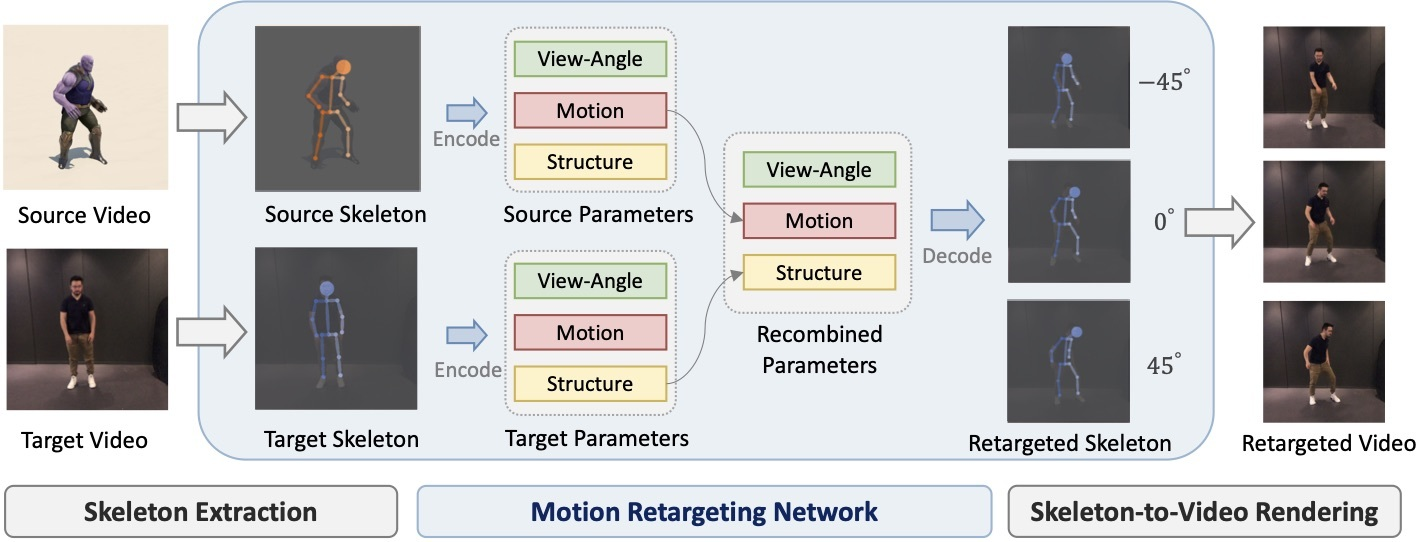 Source Video
Target Video
Source Skeleton
Target Skeleton
Encode
Encode
View-Angle
Motion
Structure
Source Parameters
View-Angle
Motion
Structure
Target Parameters
View-Angle
Motion
Structure
Recombined
Parameters
Decode
−45°
0°
45°
Retargeted Skeleton
Retargeted Video
Skeleton Extraction
Motion Retargeting Network
Skeleton-to-Video Rendering